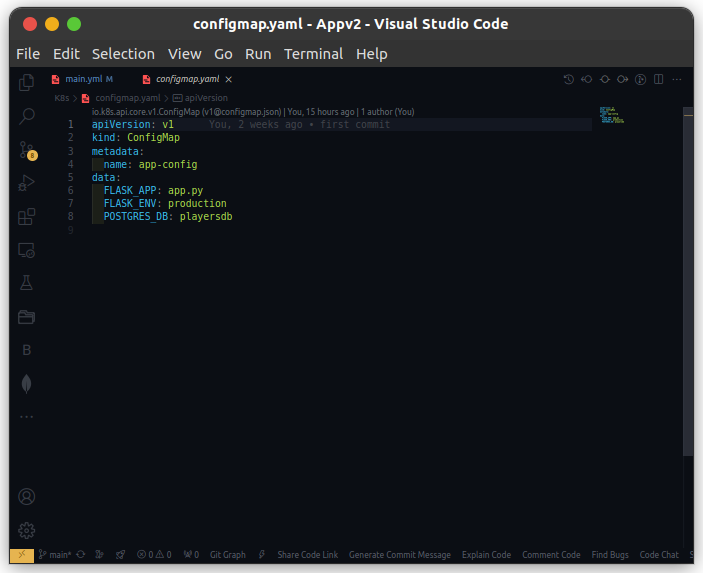 configmap.yaml - Appv2 - Visual Studio Code
File Edit Selection View Go Run Terminal Help
main.yml M configmap.yaml
K8s > configmap.yaml > apiVersion
io.k8s.api.core.v1.ConfigMap (v1@configmap.json) | You, 15 hours ago | 1 author (You)
1 apiVersion: v1 You, 2 weeks ago • first commit
2 kind: ConfigMap
3 metadata:
4 name: app-config
5 data:
6 FLASK_APP: app.py
7 FLASK_ENV: production
8 POSTGRES_DB: playersdb
9
8
B
main* 0 0 0 Git Graph Share Code Link Generate Commit Message Explain Code Comment Code Find Bugs Code Chat S